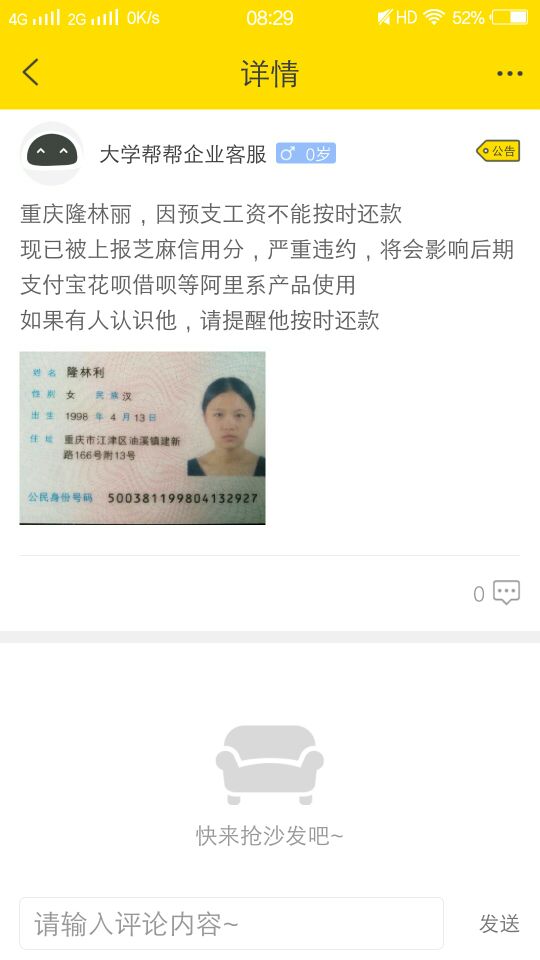 4G 2G 0K/s 08:29 HD 52%
详情
大学帮帮企业客服 ♂ 0岁 公告
重庆隆林丽，因预支工资不能按时还款
现已被上报芝麻信用分，严重违约，将会影响后期
支付宝花呗借呗等阿里系产品使用
如果有人认识他，请提醒他按时还款
姓名 隆林利
性别 女 民族 汉
出生 1998 年 4 月 13 日
住址 重庆市江津区油溪镇建新
路166号附13号
公民身份号码 500381199804132927
0
快来抢沙发吧~
请输入评论内容~ 发送